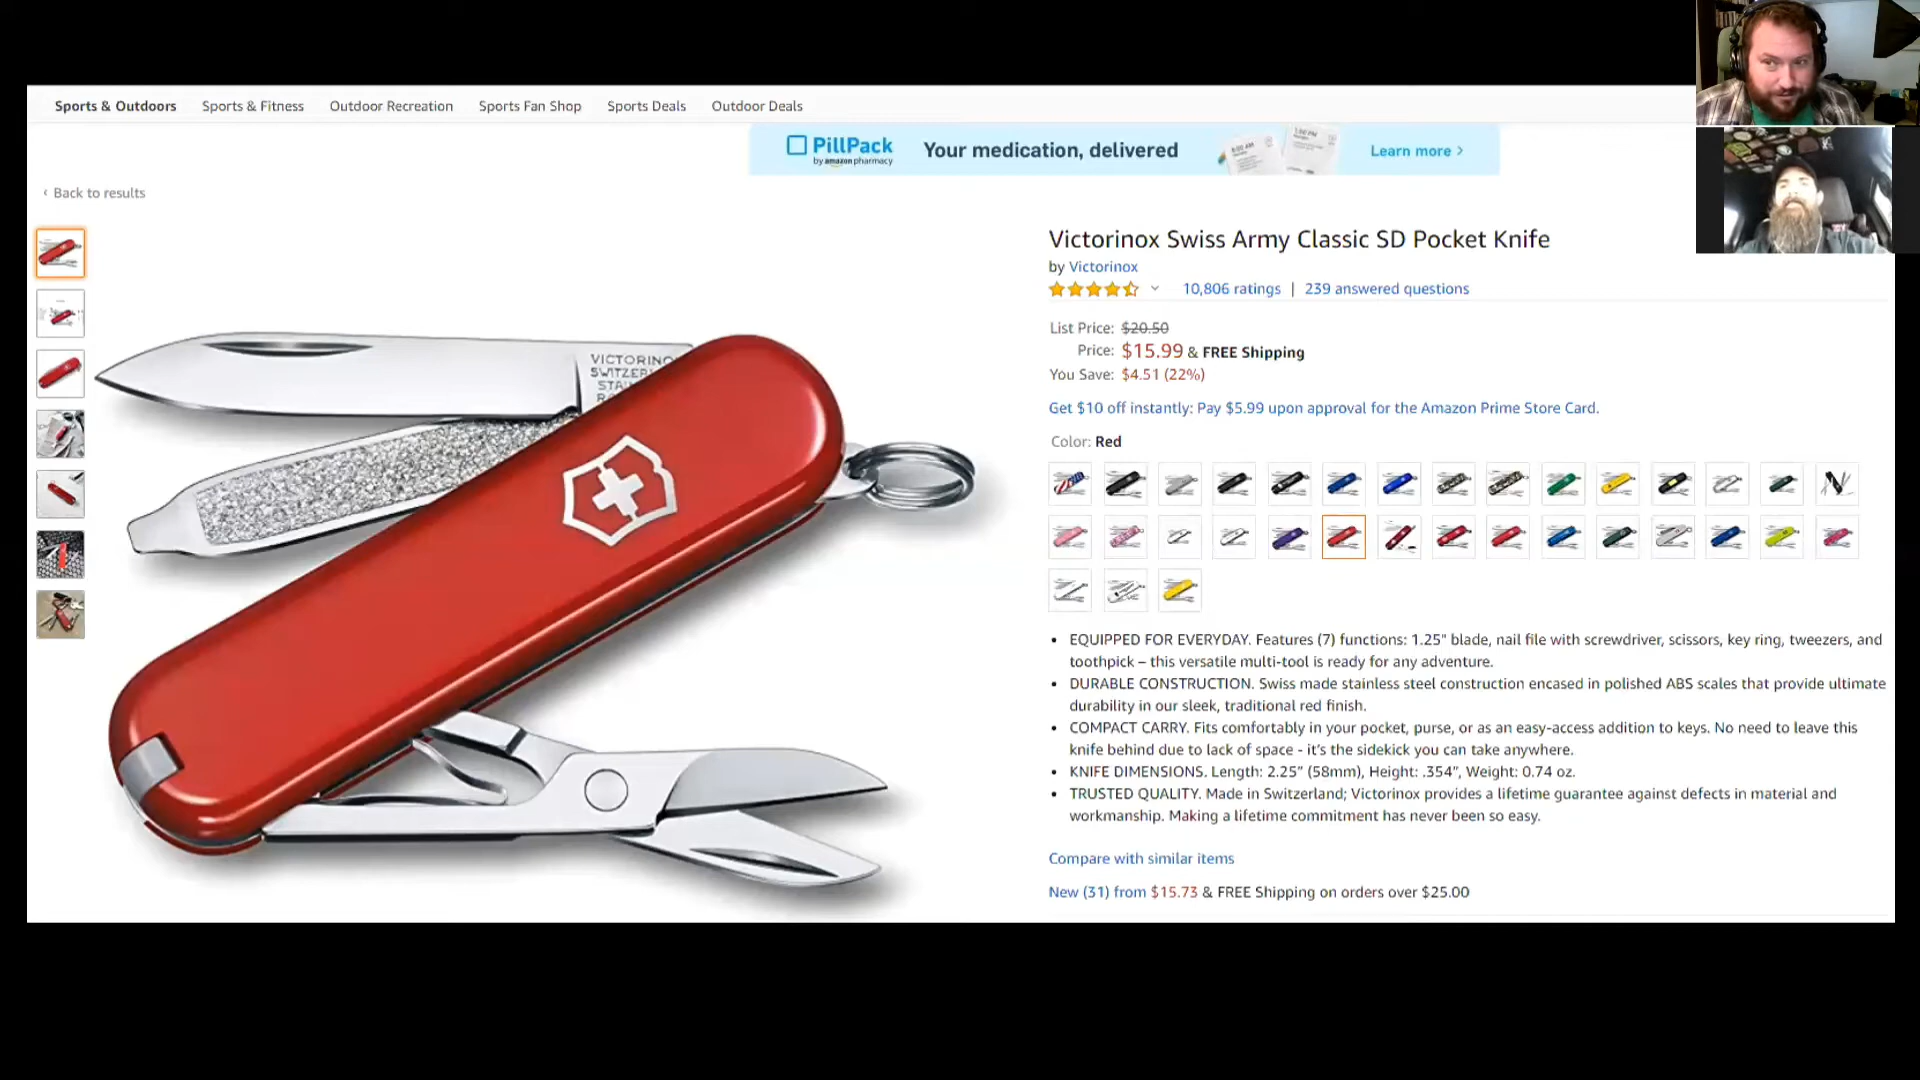 Sports & Outdoors Sports & Fitness Outdoor Recreation Sports Fan Shop Sports Deals Outdoor Deals
PillPack
by amazon pharmacy
Your medication, delivered
Learn more ›
‹ Back to results
VICTORINO
SWITZER
STAI
Victorinox Swiss Army Classic SD Pocket Knife
by Victorinox
10,806 ratings | 239 answered questions
List Price: $20.50
Price: $15.99 & FREE Shipping
You Save: $4.51 (22%)
Get $10 off instantly: Pay $5.99 upon approval for the Amazon Prime Store Card.
Color: Red
• EQUIPPED FOR EVERYDAY. Features (7) functions: 1.25" blade, nail file with screwdriver, scissors, key ring, tweezers, and
toothpick – this versatile multi-tool is ready for any adventure.
• DURABLE CONSTRUCTION. Swiss made stainless steel construction encased in polished ABS scales that provide ultimate
durability in our sleek, traditional red finish.
• COMPACT CARRY. Fits comfortably in your pocket, purse, or as an easy-access addition to keys. No need to leave this
knife behind due to lack of space - it's the sidekick you can take anywhere.
• KNIFE DIMENSIONS. Length: 2.25" (58mm), Height: .354", Weight: 0.74 oz.
• TRUSTED QUALITY. Made in Switzerland; Victorinox provides a lifetime guarantee against defects in material and
workmanship. Making a lifetime commitment has never been so easy.
Compare with similar items
New (31) from $15.73 & FREE Shipping on orders over $25.00